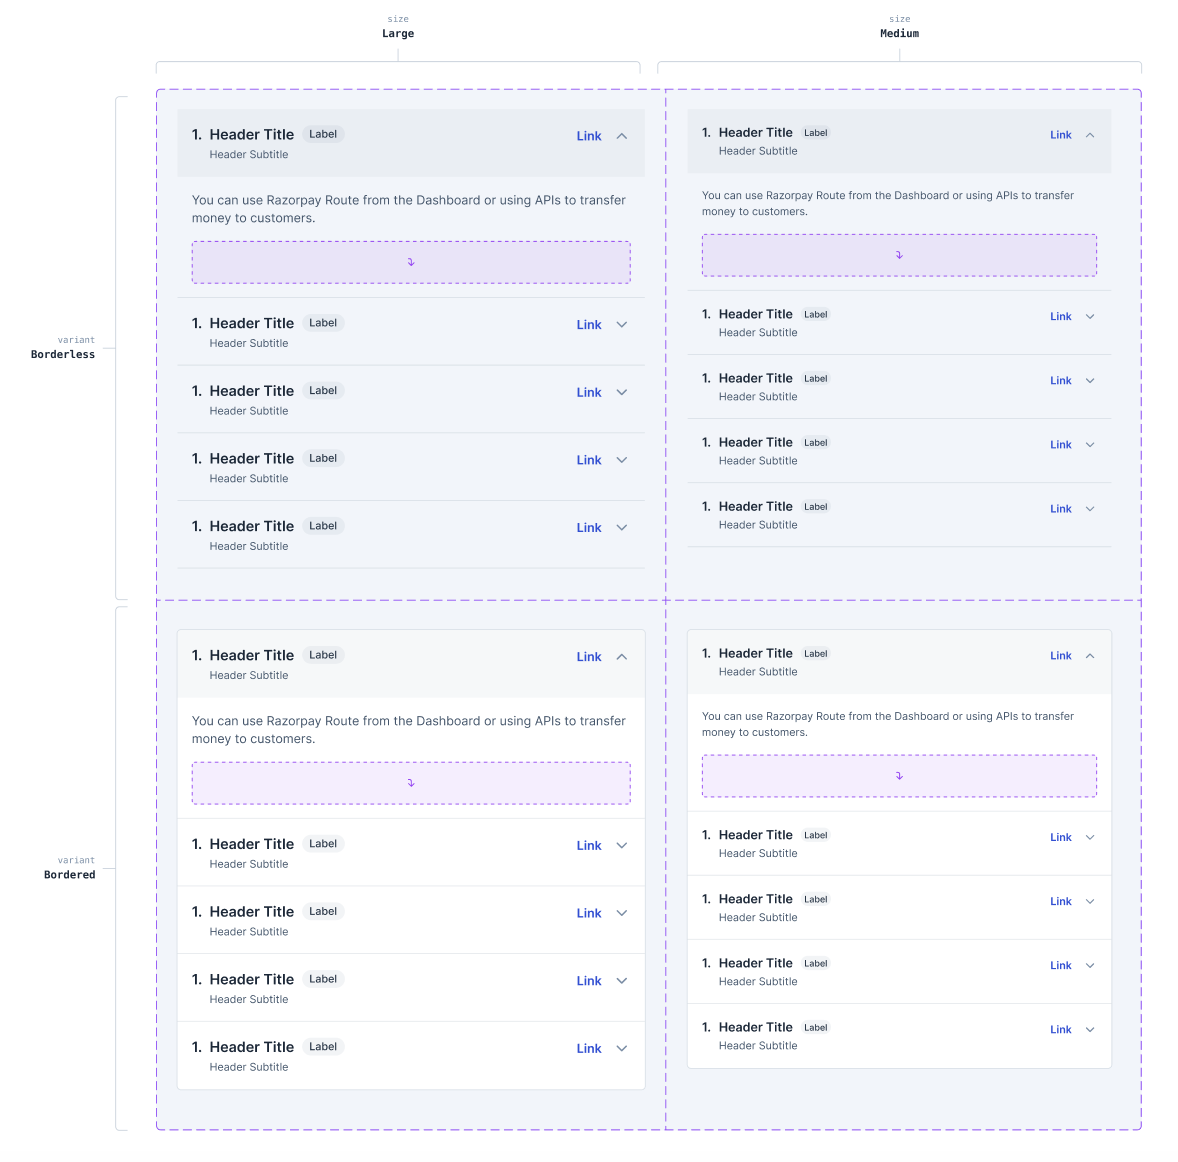 size
Large
size
Medium
variant
Borderless
1. Header Title Label Link
Header Subtitle
You can use Razorpay Route from the Dashboard or using APIs to transfer
money to customers.
1. Header Title Label Link
Header Subtitle
1. Header Title Label Link
Header Subtitle
1. Header Title Label Link
Header Subtitle
1. Header Title Label Link
Header Subtitle
1. Header Title Label Link
Header Subtitle
You can use Razorpay Route from the Dashboard or using APIs to transfer
money to customers.
1. Header Title Label Link
Header Subtitle
1. Header Title Label Link
Header Subtitle
1. Header Title Label Link
Header Subtitle
1. Header Title Label Link
Header Subtitle
variant
Bordered
1. Header Title Label Link
Header Subtitle
You can use Razorpay Route from the Dashboard or using APIs to transfer
money to customers.
1. Header Title Label Link
Header Subtitle
1. Header Title Label Link
Header Subtitle
1. Header Title Label Link
Header Subtitle
1. Header Title Label Link
Header Subtitle
1. Header Title Label Link
Header Subtitle
You can use Razorpay Route from the Dashboard or using APIs to transfer
money to customers.
1. Header Title Label Link
Header Subtitle
1. Header Title Label Link
Header Subtitle
1. Header Title Label Link
Header Subtitle
1. Header Title Label Link
Header Subtitle